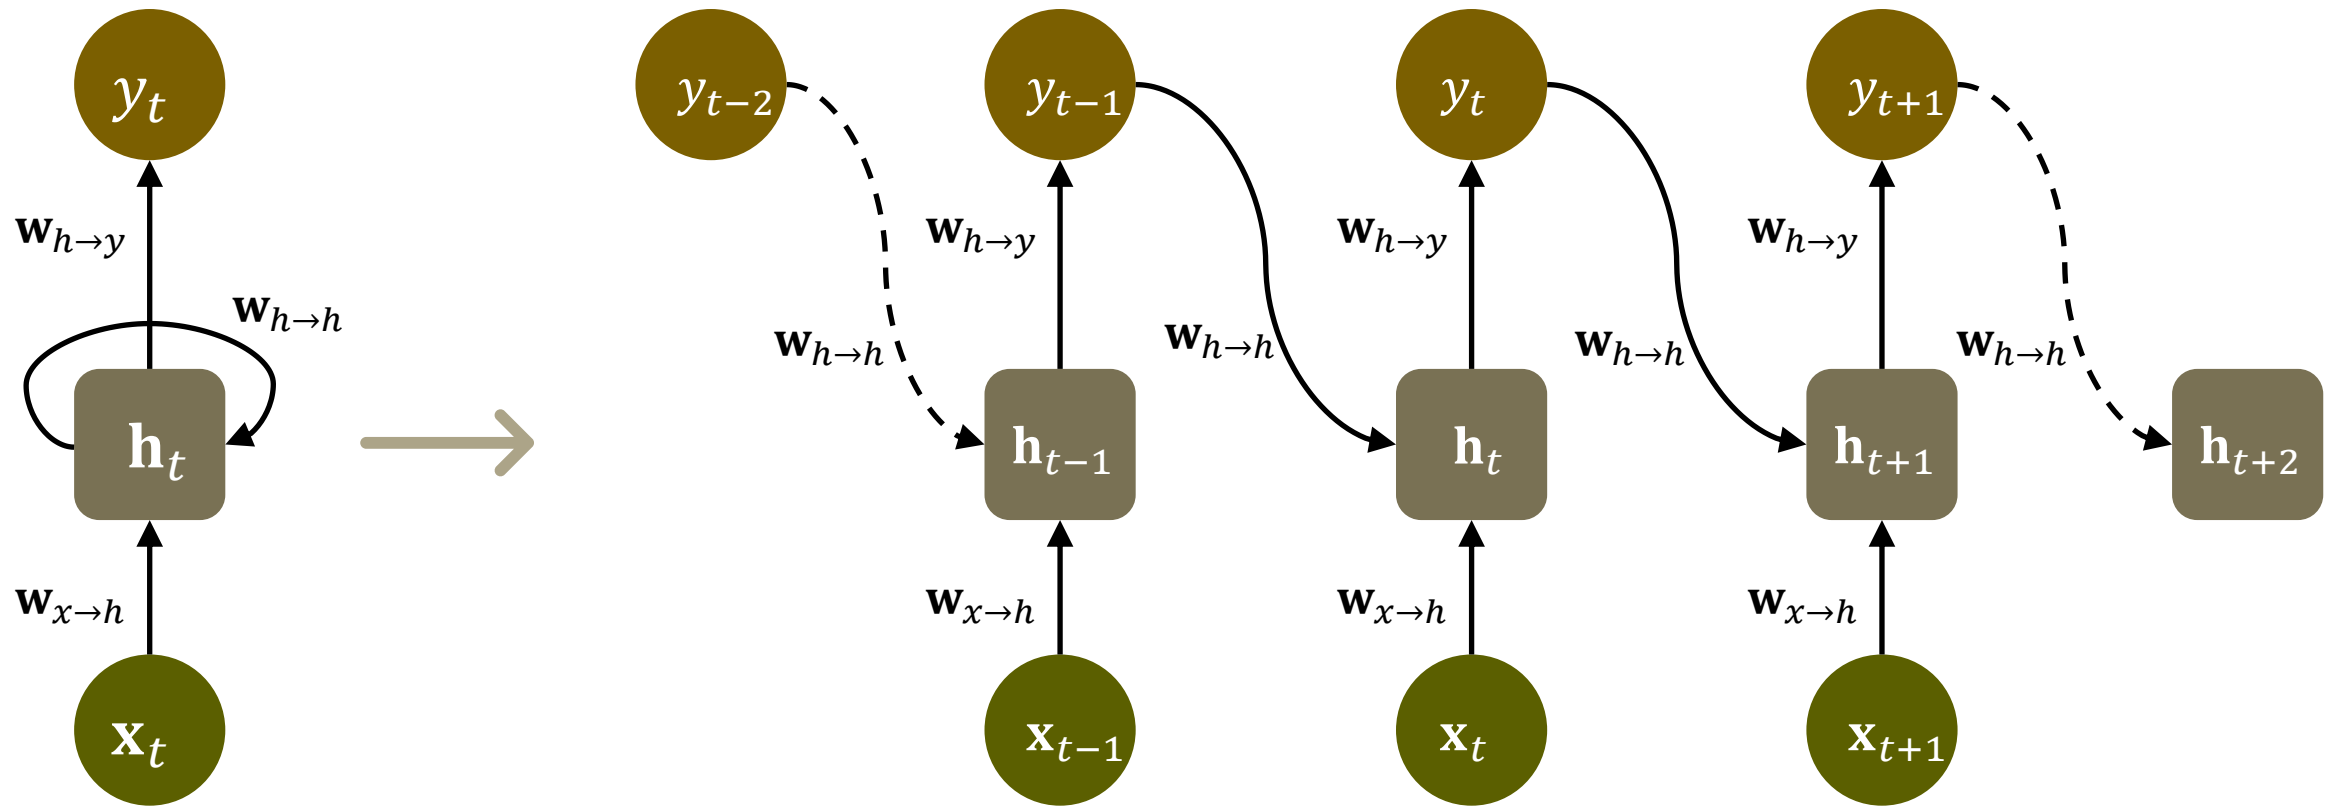 y_t
y_{t−2}
y_{t−1}
y_t
y_{t+1}
w_{h→y}
w_{h→y}
w_{h→y}
w_{h→y}
w_{h→h}
w_{h→h}
w_{h→h}
w_{h→h}
w_{h→h}
h_t
h_{t−1}
h_t
h_{t+1}
h_{t+2}
w_{x→h}
w_{x→h}
w_{x→h}
w_{x→h}
x_t
x_{t−1}
x_t
x_{t+1}